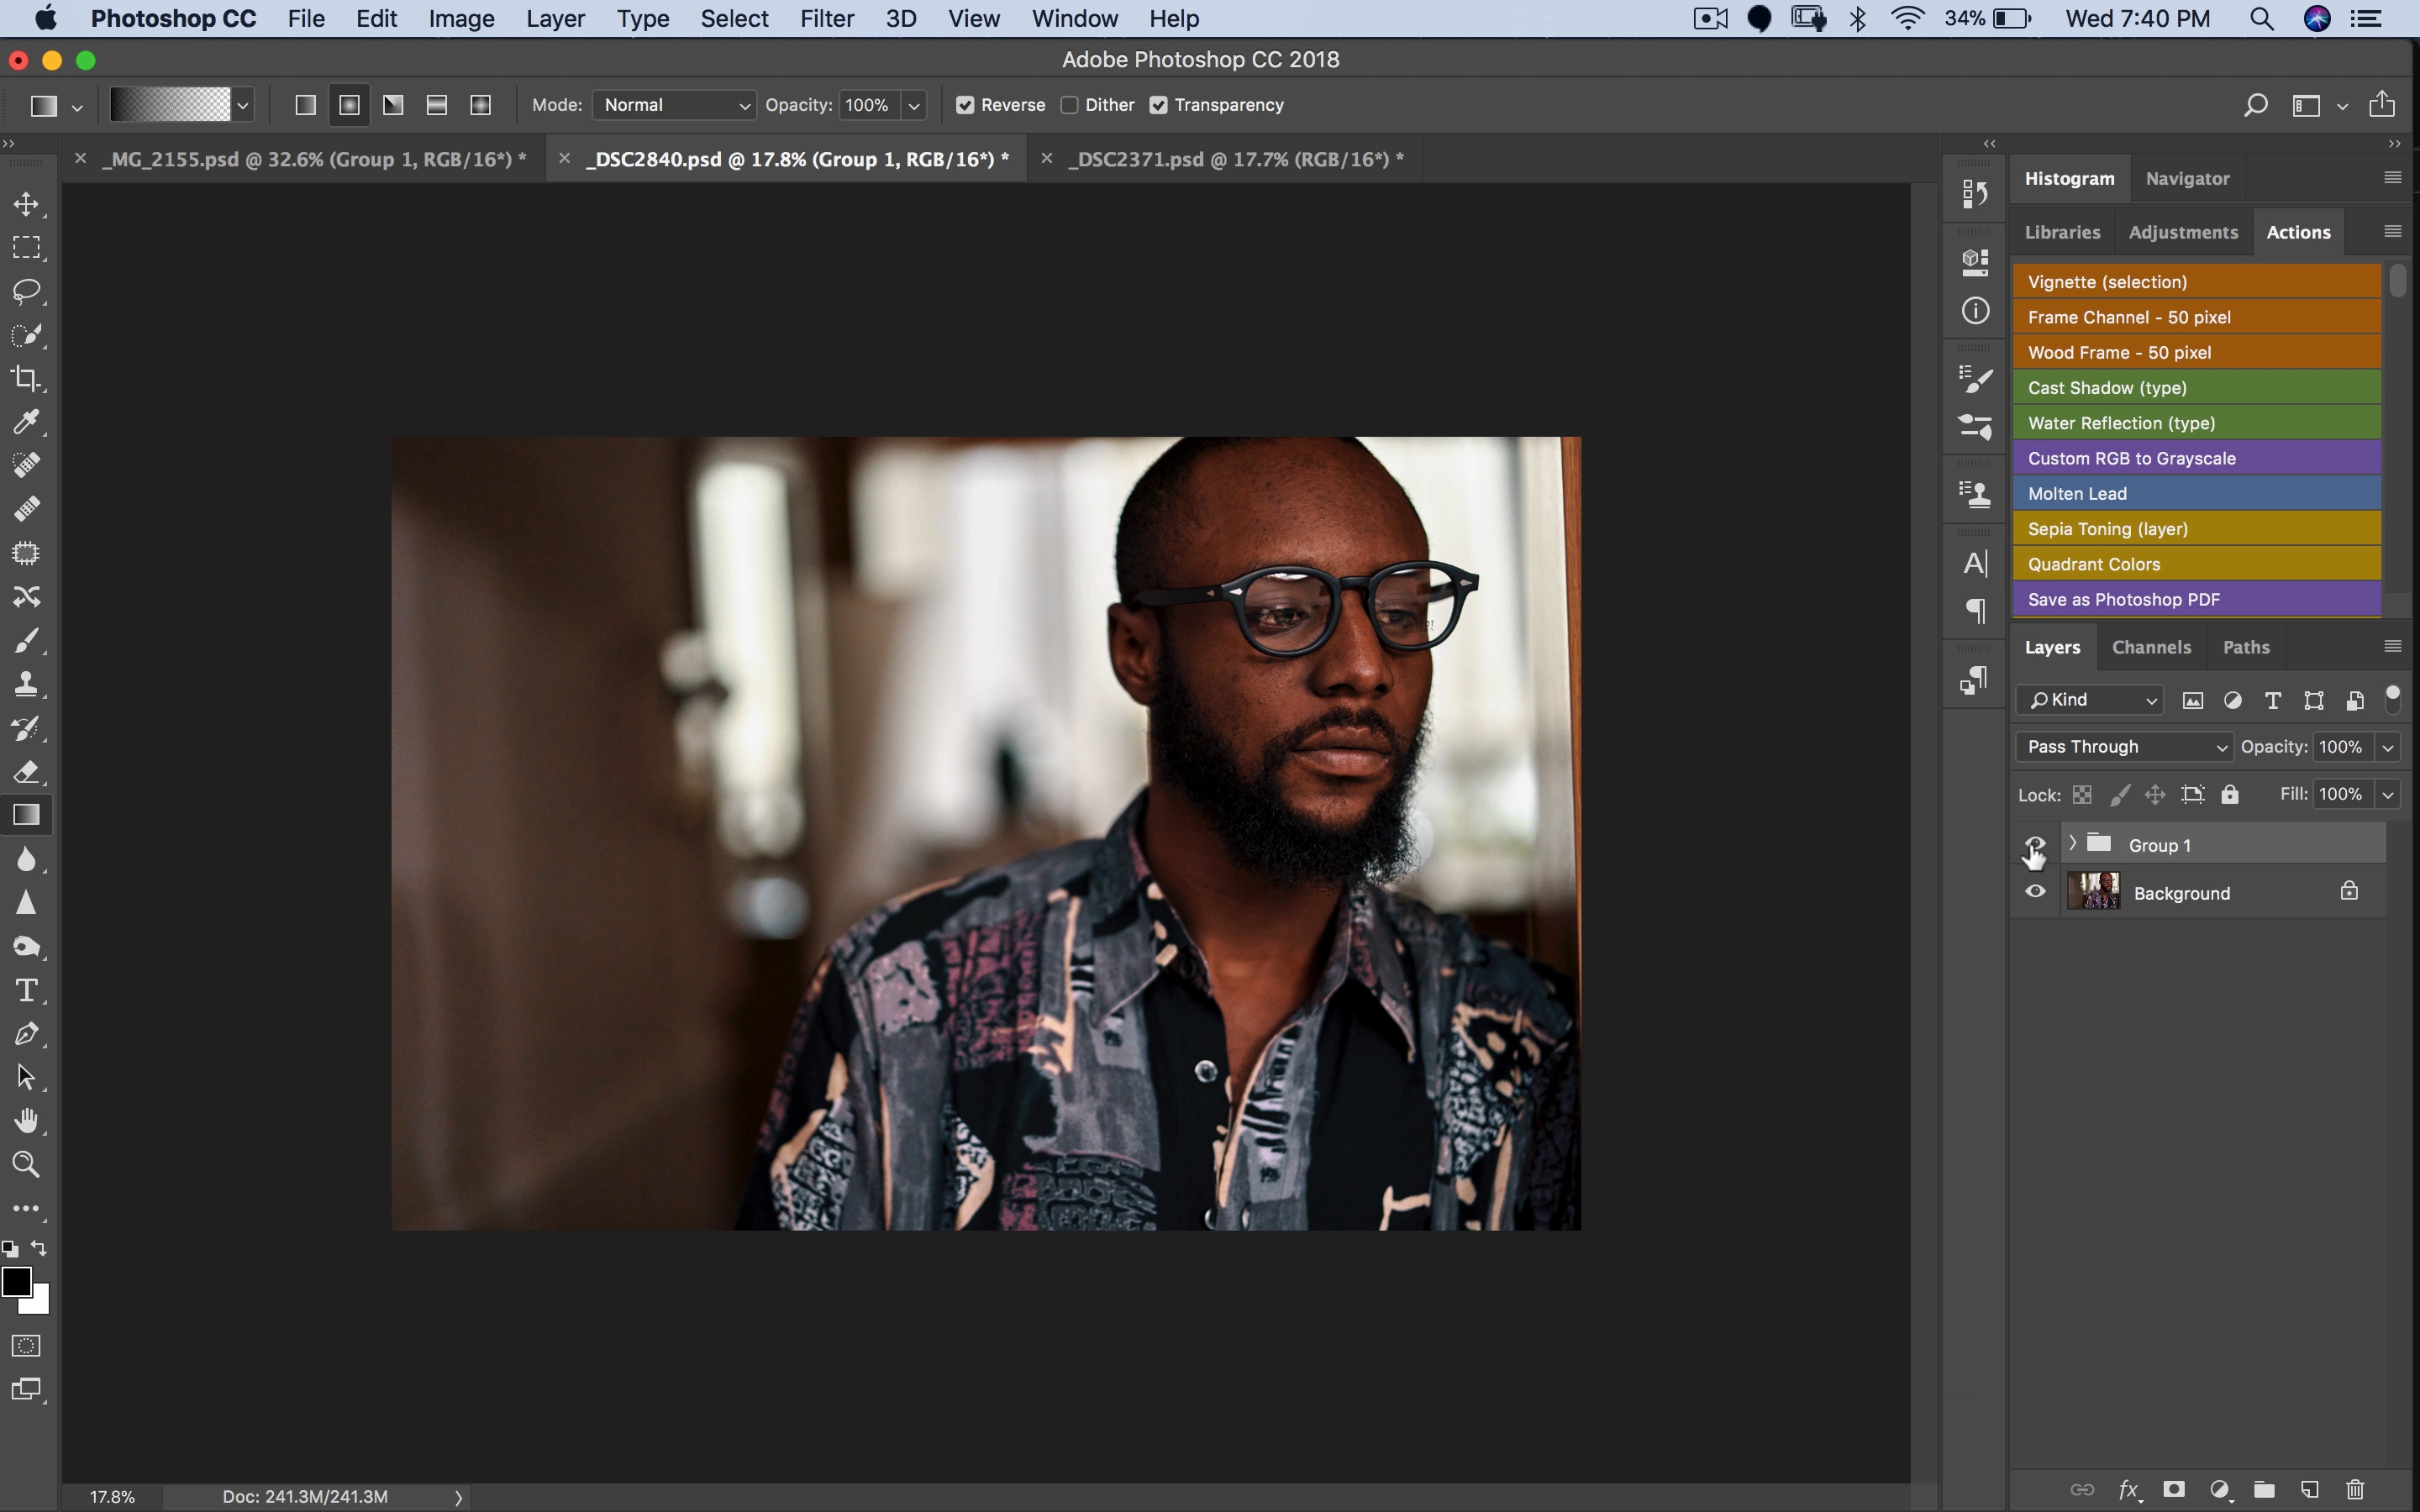 Photoshop CC File Edit Image Layer Type Select Filter 3D View Window Help 34% Wed 7:40 PM
Adobe Photoshop CC 2018
Mode: Normal Opacity: 100% Reverse Dither Transparency
_MG_2155.psd @ 32.6% (Group 1, RGB/16*) * _DSC2840.psd @ 17.8% (Group 1, RGB/16*) * _DSC2371.psd @ 17.7% (RGB/16*) *
Histogram Navigator
Libraries Adjustments Actions
Vignette (selection)
Frame Channel - 50 pixel
Wood Frame - 50 pixel
Cast Shadow (type)
Water Reflection (type)
Custom RGB to Grayscale
Molten Lead
Sepia Toning (layer)
Quadrant Colors
Save as Photoshop PDF
Layers Channels Paths
Kind
Pass Through Opacity: 100%
Lock: Fill: 100%
Group 1
Background
17.8% Doc: 241.3M/241.3M